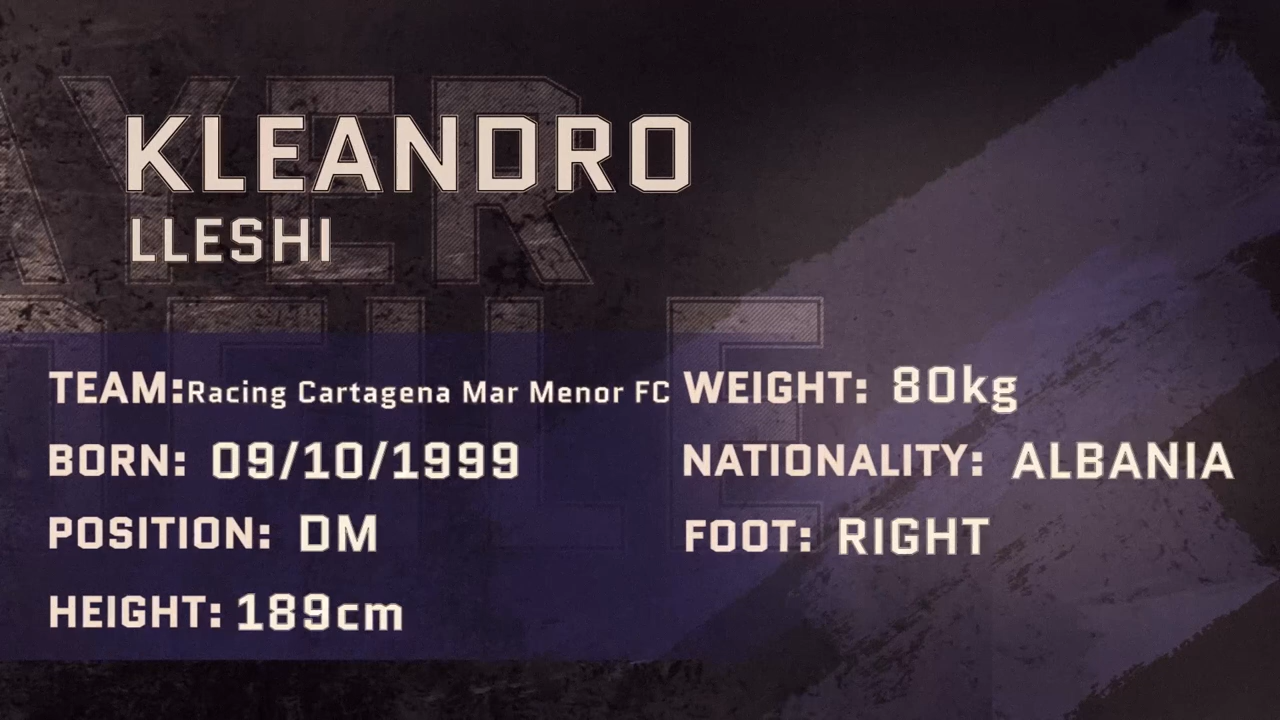 KLEANDRO
LLESHI
TEAM: Racing Cartagena Mar Menor FC
WEIGHT: 80kg
BORN: 09/10/1999
NATIONALITY: ALBANIA
POSITION: DM
FOOT: RIGHT
HEIGHT: 189cm